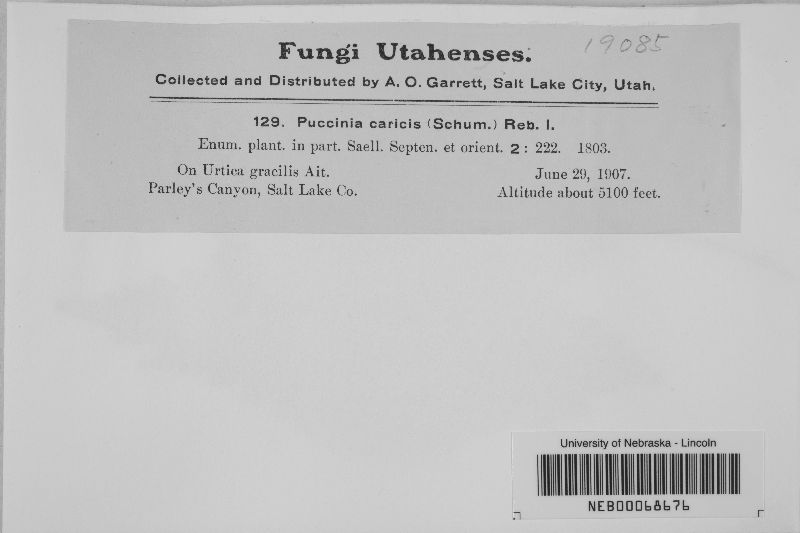 19085
Fungi Utahenses.
Collected and Distributed by A. O. Garrett, Salt Lake City, Utah.
129. Puccinia caricis (Schum.) Reb. I.
Enum. plant. in part. Saell. Septen. et orient. 2: 222. 1803.
On Urtica gracilis Ait. June 29, 1907.
Parley's Canyon, Salt Lake Co. Altitude about 5100 feet.
University of Nebraska - Lincoln
NEB00068676